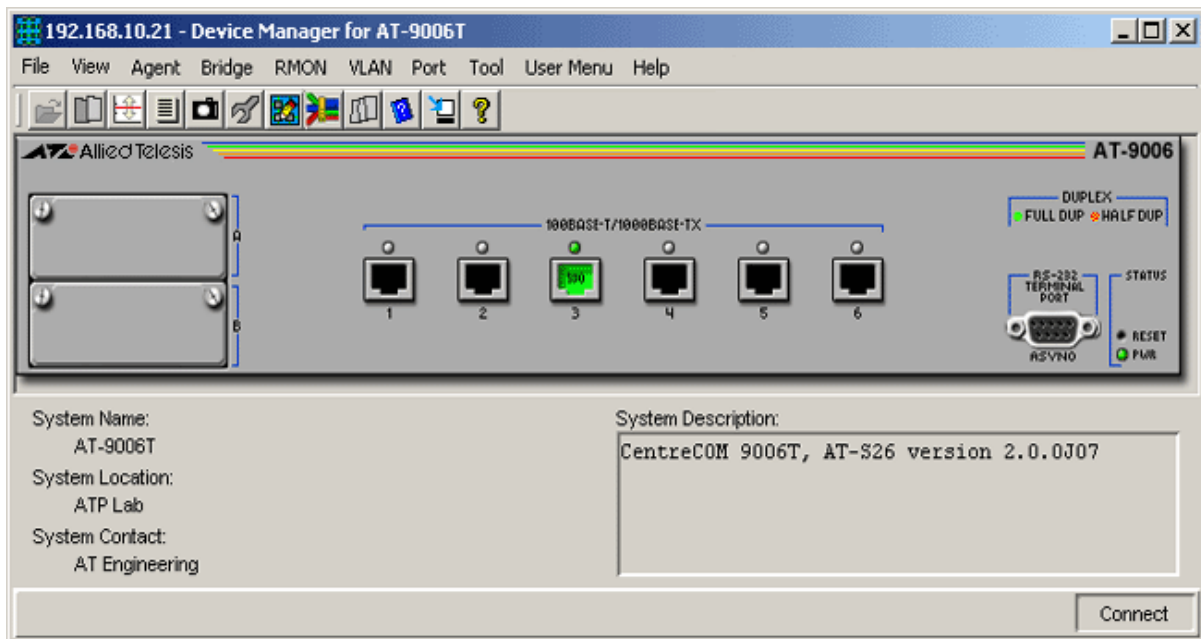 192.168.10.21 - Device Manager for AT-9006T
File View Agent Bridge RMON VLAN Port Tool User Menu Help
Allied Telesis
AT-9006
DUPLEX
FULL DUP HALF DUP
A
100BASE-T/1000BASE-TX
100
1 2 3 4 5 6
B
RS-232
TERMINAL
PORT
ASYN0
STATUS
RESET
PWR
System Name:
AT-9006T
System Location:
ATP Lab
System Contact:
AT Engineering
System Description:
CentreCOM 9006T, AT-S26 version 2.0.0J07
Connect